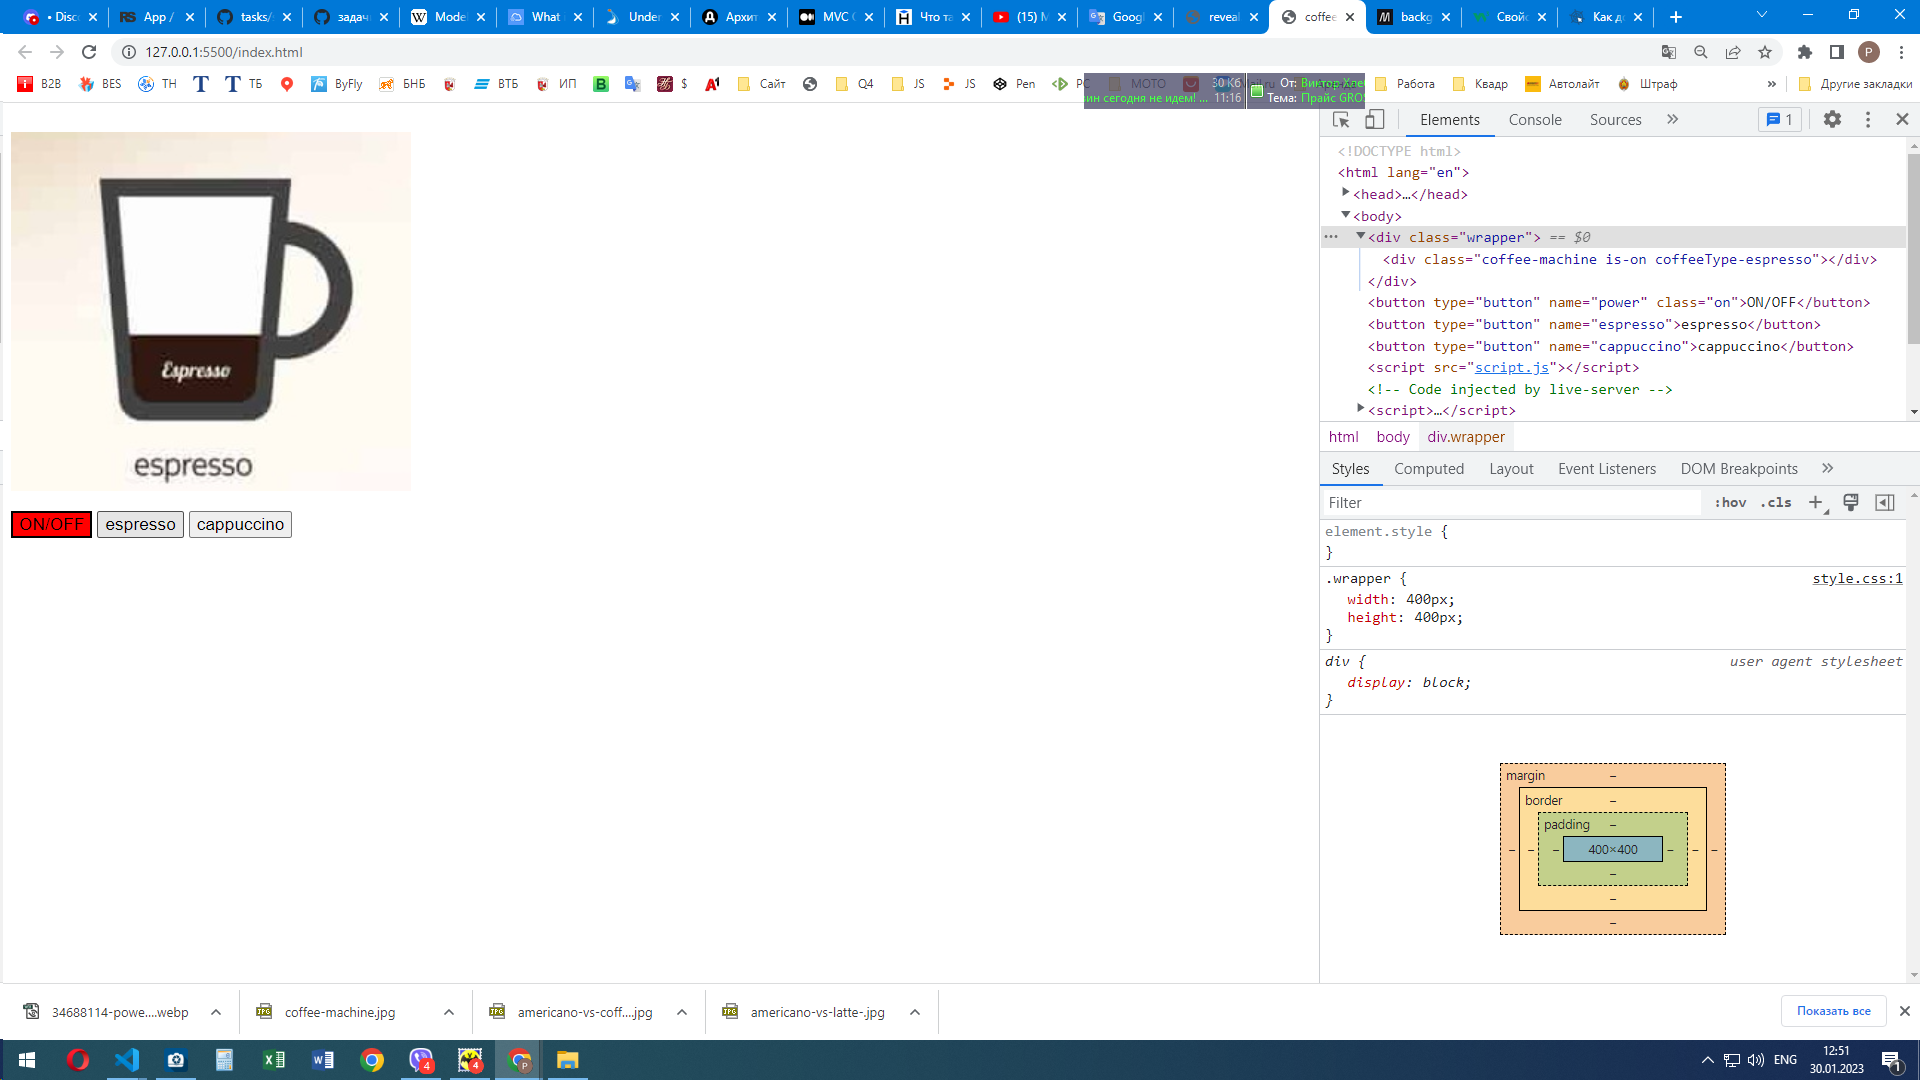 • Disc
App /
tasks/
задач
Mode
What
Under
Архит
MVC
Что та
(15) M
Goog
reveal
coffee
backg
Свойс
Как д
127.0.0.1:5500/index.html
P
B2B
BES
ТН
ТБ
ByFly
БНБ
ВТБ
ИП
$
Сайт
Q4
JS
JS
Pen
МОТО
Работа
Квадр
Автолайт
Штраф
»
Другие закладки
30 Кб
ин сегодня не идем! ... 11:16
От: Виктор Хле
Тема: Прайс GROS
Espresso
espresso
ON/OFF espresso cappuccino
Elements Console Sources » 1
<!DOCTYPE html>
<html lang="en">
<head>…</head>
<body>
<div class="wrapper"> == $0
<div class="coffee-machine is-on coffeeType-espresso"></div>
</div>
<button type="button" name="power" class="on">ON/OFF</button>
<button type="button" name="espresso">espresso</button>
<button type="button" name="cappuccino">cappuccino</button>
<script src="script.js"></script>
<!-- Code injected by live-server -->
<script>…</script>
html body div.wrapper
Styles Computed Layout Event Listeners DOM Breakpoints »
Filter :hov .cls +
element.style {
}
.wrapper { style.css:1
width: 400px;
height: 400px;
}
div { user agent stylesheet
display: block;
}
margin –
border –
padding –
– – – 400×400 – – –
–
–
–
34688114-powe....webp
coffee-machine.jpg
americano-vs-coff....jpg
americano-vs-latte-.jpg
Показать все
4
4
P
ENG
12:51
30.01.2023
1